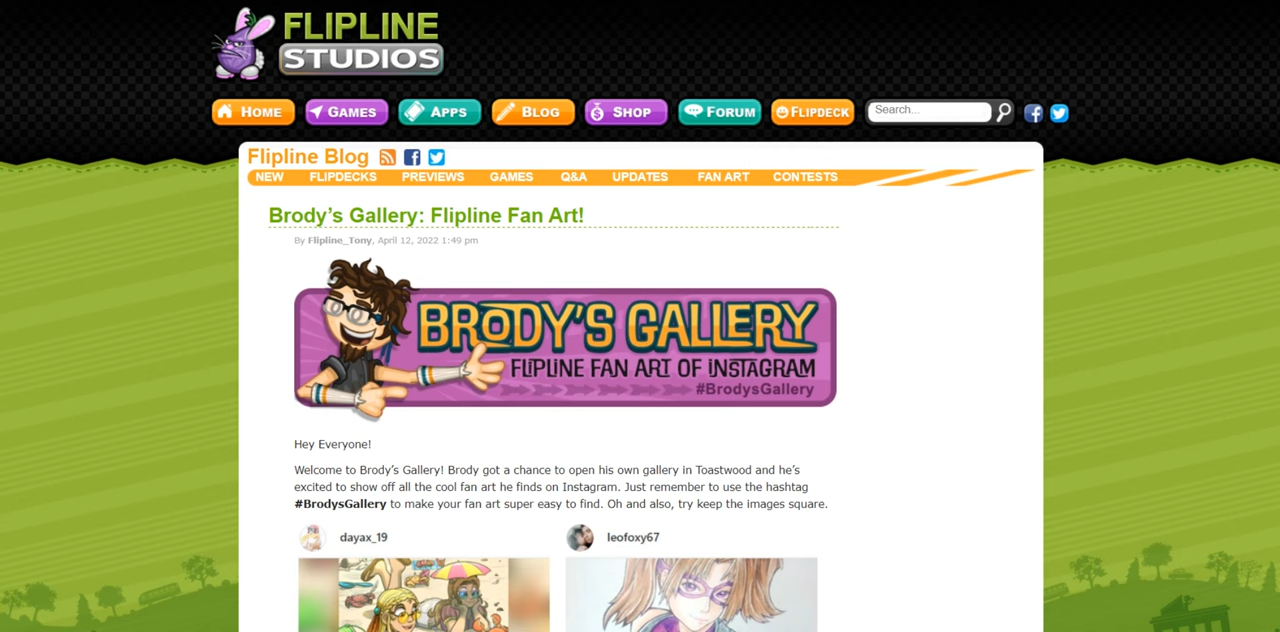 FLIPLINE
STUDIOS
HOME GAMES APPS BLOG SHOP FORUM FLIPDECK Search...
Flipline Blog
NEW FLIPDECKS PREVIEWS GAMES Q&A UPDATES FAN ART CONTESTS
Brody's Gallery: Flipline Fan Art!
By Flipline_Tony, April 12, 2022 1:49 pm
BRODY'S GALLERY
FLIPLINE FAN ART OF INSTAGRAM
#BrodysGallery
Hey Everyone!
Welcome to Brody's Gallery! Brody got a chance to open his own gallery in Toastwood and he's
excited to show off all the cool fan art he finds on Instagram. Just remember to use the hashtag
#BrodysGallery to make your fan art super easy to find. Oh and also, try keep the images square.
dayax_19 leofoxy67